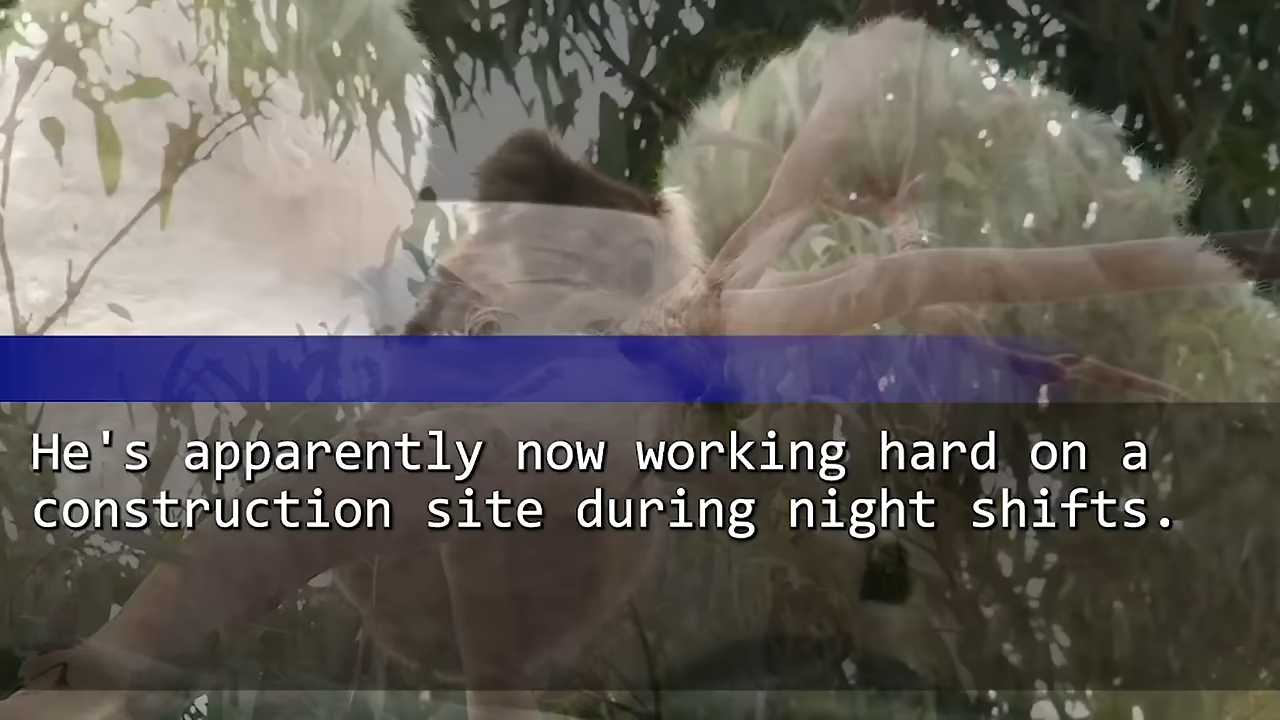 He's apparently now working hard on a
construction site during night shifts.